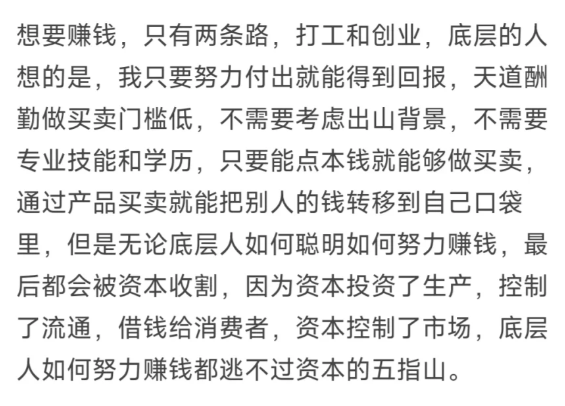 想要赚钱，只有两条路，打工和创业，底层的人
想的是，我只要努力付出就能得到回报，天道酬
勤做买卖门槛低，不需要考虑出山背景，不需要
专业技能和学历，只要能点本钱就能够做买卖，
通过产品买卖就能把别人的钱转移到自己口袋
里，但是无论底层人如何聪明如何努力赚钱，最
后都会被资本收割，因为资本投资了生产，控制
了流通，借钱给消费者，资本控制了市场，底层
人如何努力赚钱都逃不过资本的五指山。